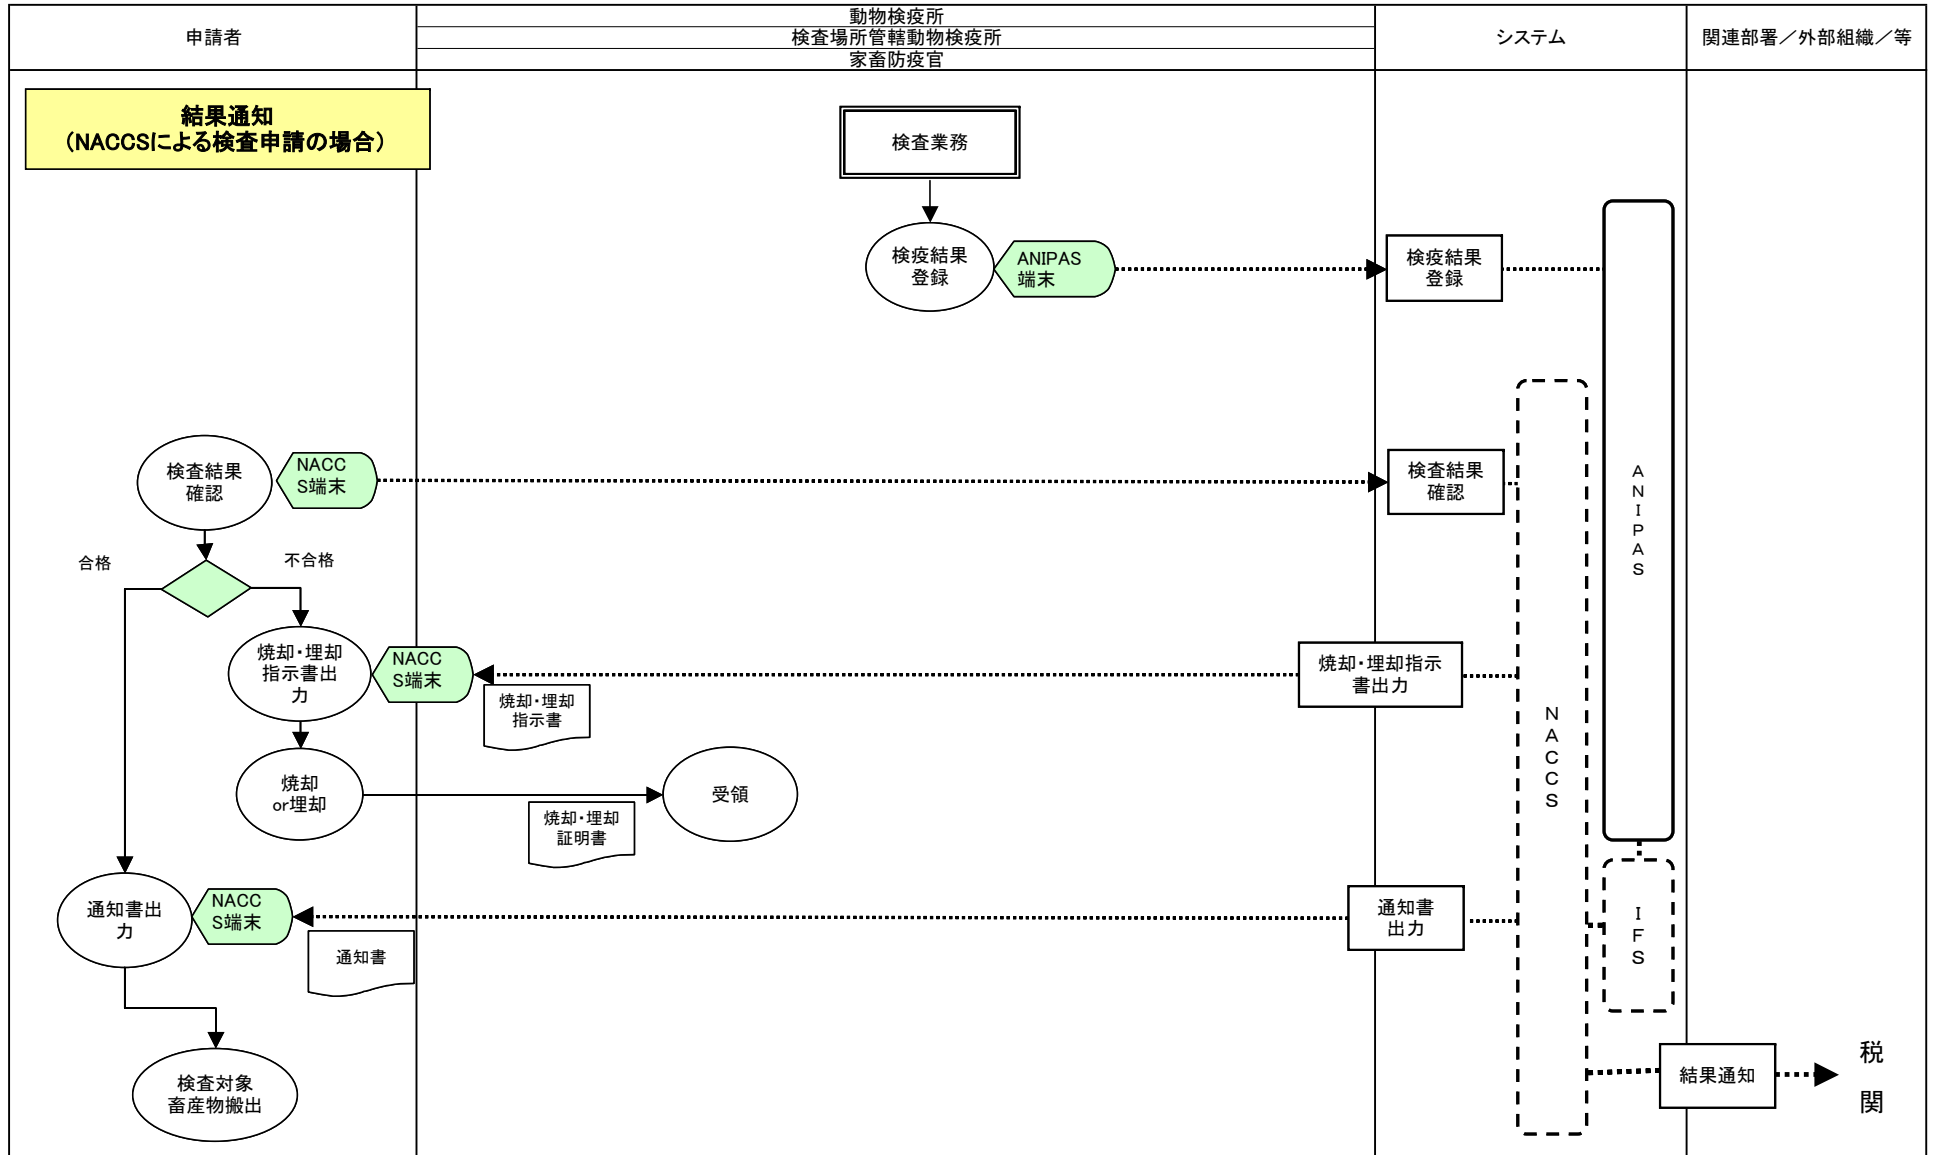 申請者
動物検疫所
検査場所管轄動物検疫所
家畜防疫官
システム
関連部署／外部組織／等
結果通知
（NACCSによる検査申請の場合）
検査業務
検疫結果
登録
ANIPAS
端末
検疫結果
登録
検査結果
確認
NACC
S端末
検査結果
確認
ANIPAS
合格
不合格
焼却・埋却
指示書出
力
NACC
S端末
焼却・埋却
指示書
焼却・埋却指示
書出力
NACCS
焼却
or埋却
焼却・埋却
証明書
受領
通知書出
力
NACC
S端末
通知書
通知書
出力
IFS
検査対象
畜産物搬出
結果通知
税
関